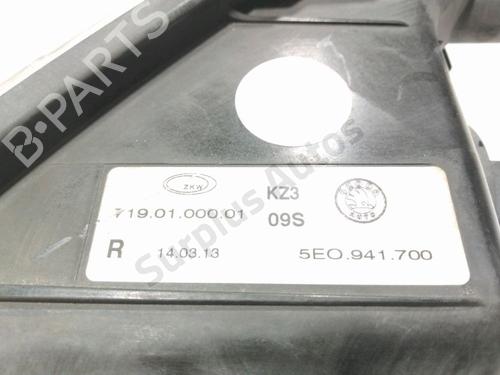 B-PARTS
ZKW
KZ3
719.01.000.01
09S
R
14.03.13
5E0.941.700
Surplus Autos